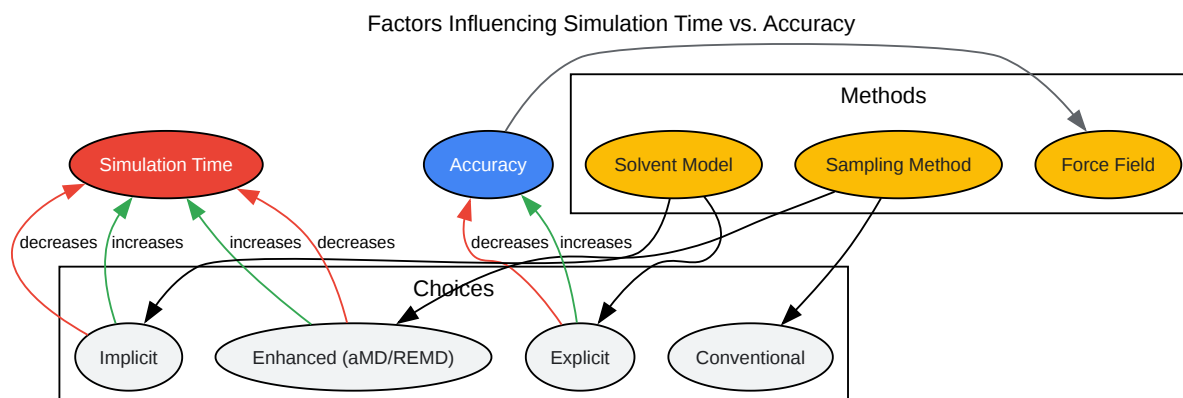 Factors Influencing Simulation Time vs. Accuracy
Methods
Simulation Time
Accuracy
Solvent Model
Sampling Method
Force Field
decreases
increases
increases
decreases
decreases
increases
Choices
Implicit
Enhanced (aMD/REMD)
Explicit
Conventional